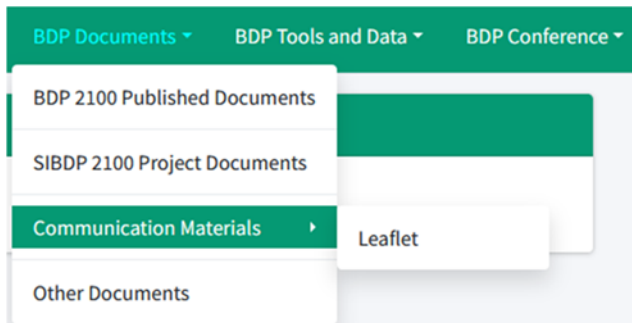 BDP Documents BDP Tools and Data BDP Conference
BDP 2100 Published Documents
SIBDP 2100 Project Documents
Communication Materials
Leaflet
Other Documents